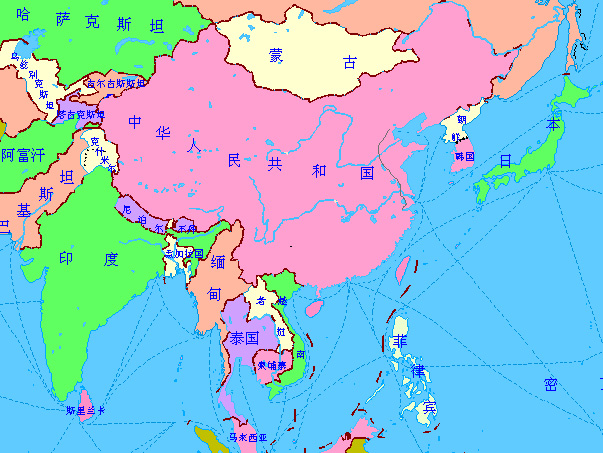 哈萨克斯坦
乌兹别克斯坦
吉尔吉斯斯坦
蒙古
塔吉克斯坦
中华人民共和国
朝鲜
韩国
日本
阿富汗
克什米尔
巴基斯坦
尼泊尔
不丹
孟加拉国
印度
缅甸
老挝
越南
泰国
柬埔寨
菲律宾
斯里兰卡
马来西亚
密